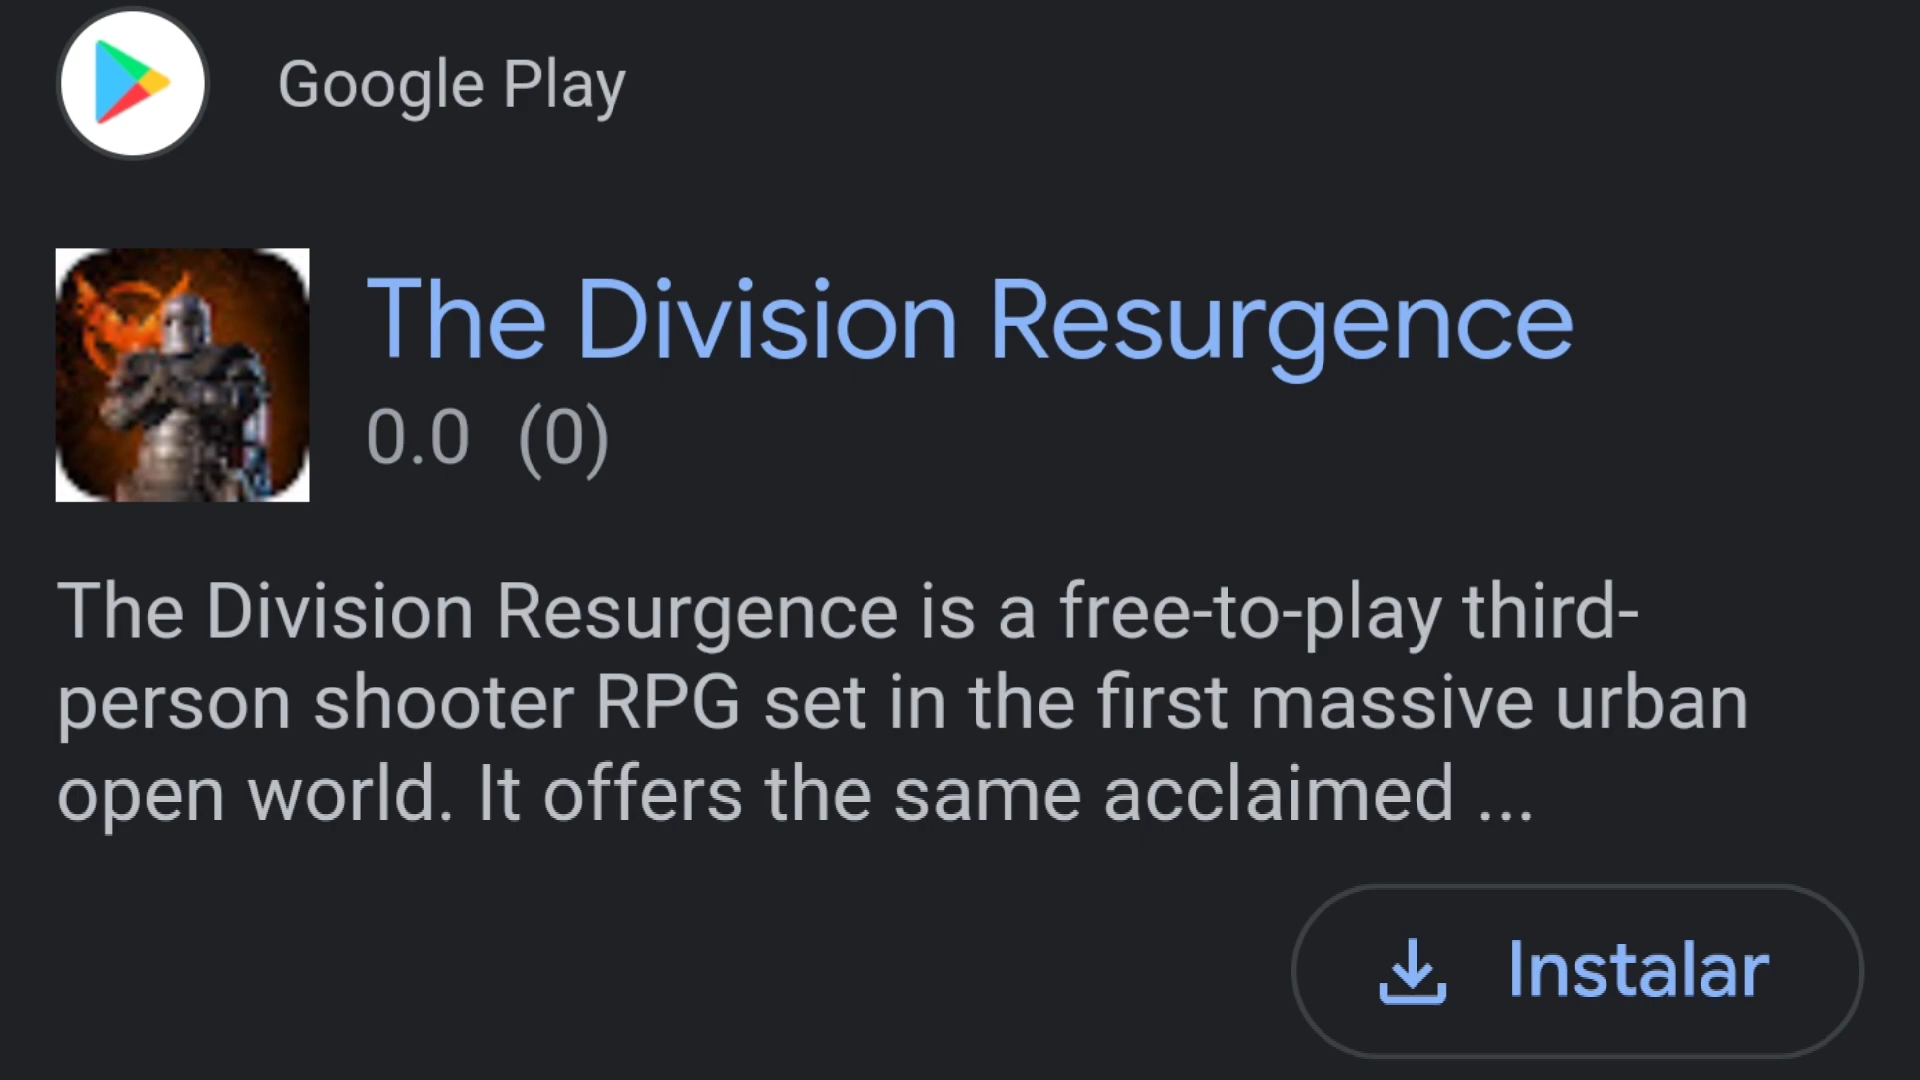 Google Play
The Division Resurgence
0.0 (0)
The Division Resurgence is a free-to-play third-
person shooter RPG set in the first massive urban
open world. It offers the same acclaimed ...
Instalar